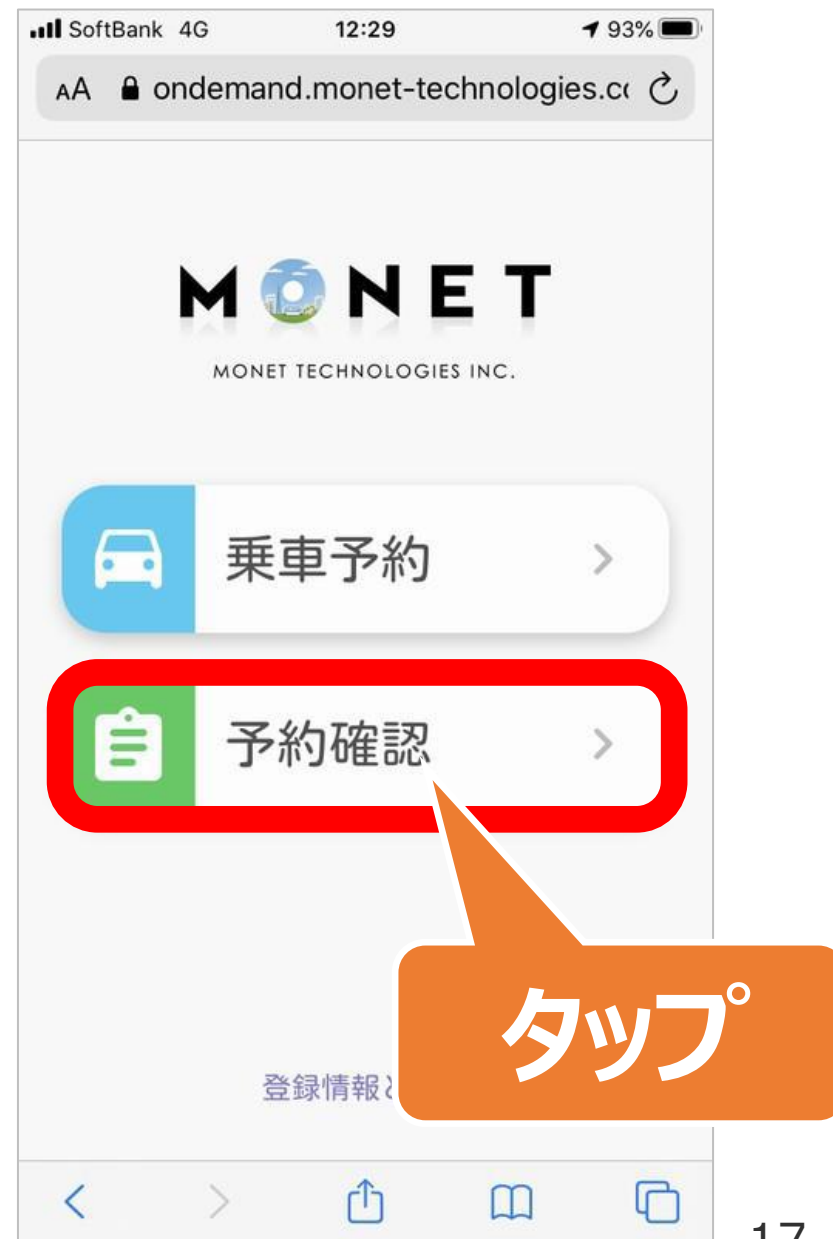 SoftBank 4G 12:29 93%
AA ondemand.monet-technologies.c
MONET
MONET TECHNOLOGIES INC.
乗車予約
予約確認
タップ
登録情報
17